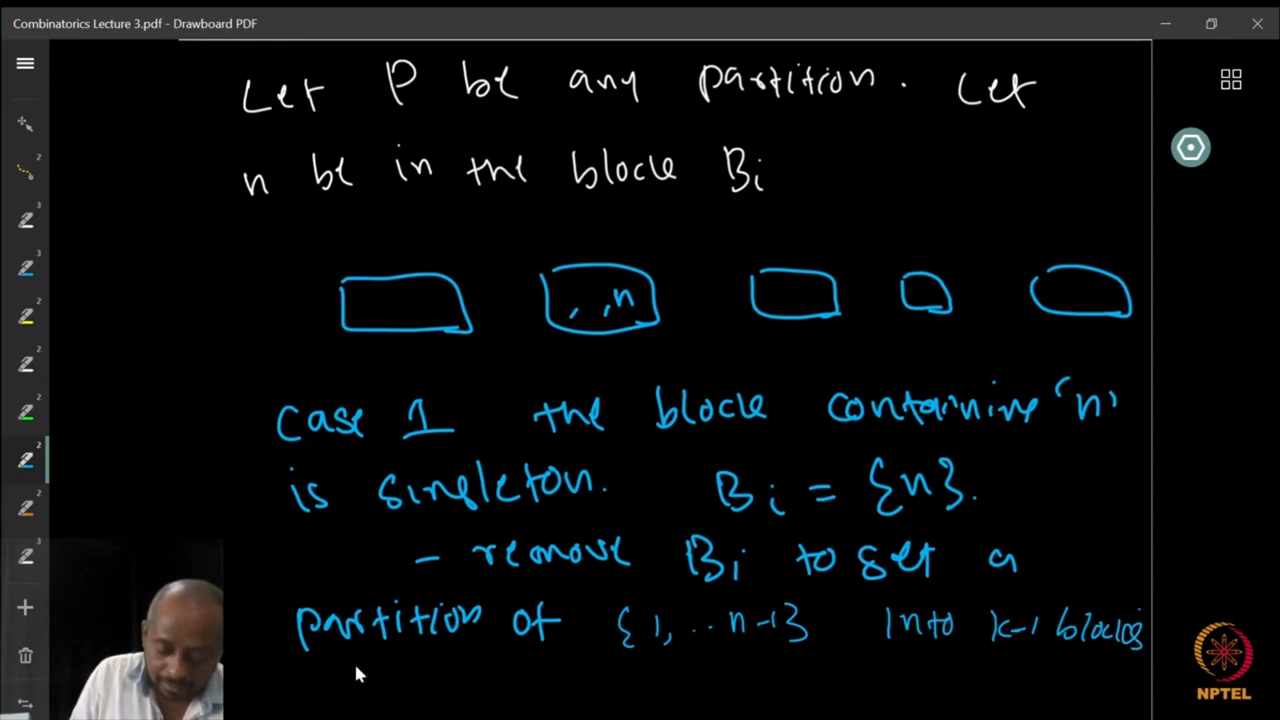 Combinatorics Lecture 3.pdf - Drawboard PDF
Let P be any partition. Let
n be in the block Bi
, , n
case 1 the block containing 'n'
is singleton. Bi = {n}.
- remove Bi to get a
partition of {1, .. n-1} into k-1 blocks
NPTEL